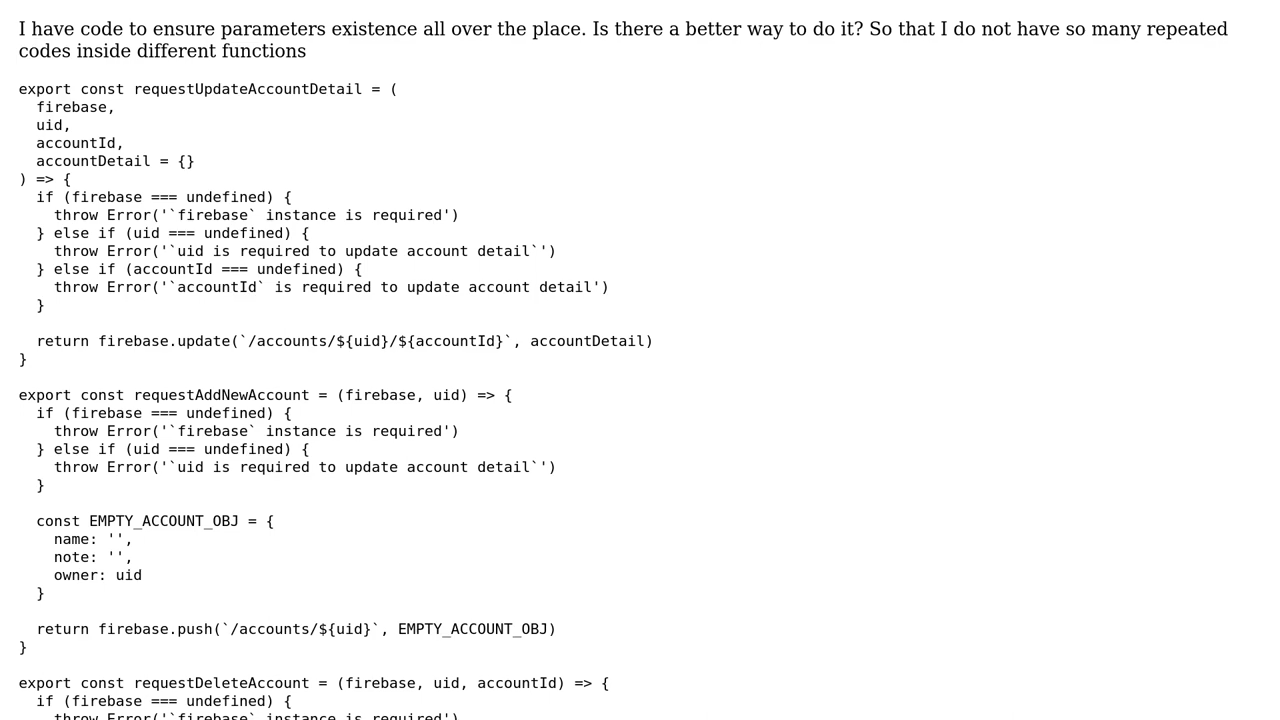 I have code to ensure parameters existence all over the place. Is there a better way to do it? So that I do not have so many repeated
codes inside different functions
export const requestUpdateAccountDetail = (
  firebase,
  uid,
  accountId,
  accountDetail = {}
) => {
  if (firebase === undefined) {
    throw Error('`firebase` instance is required')
  } else if (uid === undefined) {
    throw Error('`uid is required to update account detail`')
  } else if (accountId === undefined) {
    throw Error('`accountId` is required to update account detail')
  }
  return firebase.update(`/accounts/${uid}/${accountId}`, accountDetail)
}
export const requestAddNewAccount = (firebase, uid) => {
  if (firebase === undefined) {
    throw Error('`firebase` instance is required')
  } else if (uid === undefined) {
    throw Error('`uid is required to update account detail`')
  }
  const EMPTY_ACCOUNT_OBJ = {
    name: '',
    note: '',
    owner: uid
  }
  return firebase.push(`/accounts/${uid}`, EMPTY_ACCOUNT_OBJ)
}
export const requestDeleteAccount = (firebase, uid, accountId) => {
  if (firebase === undefined) {
    throw Error('`firebase` instance is required')